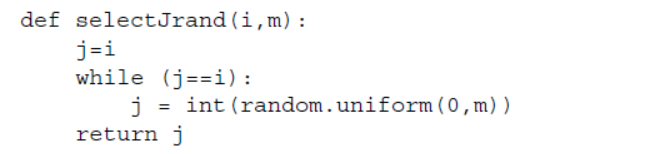 def selectJrand(i,m):
    j=i
    while (j==i):
        j = int(random.uniform(0,m))
    return j